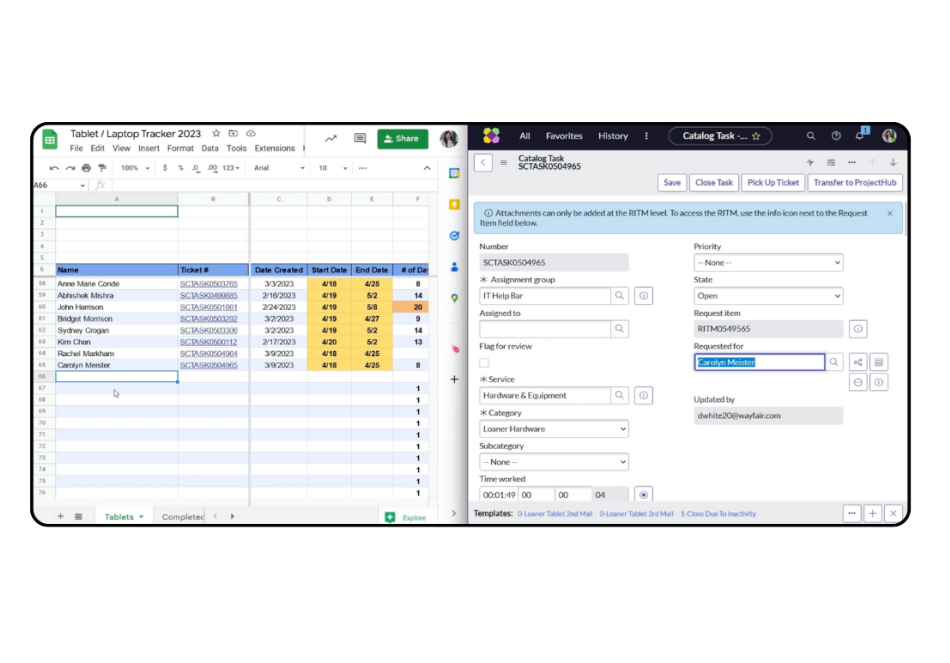 Tablet / Laptop Tracker 2023
File Edit View Insert Format Data Tools Extensions
Share
100% $ % .0 .00 123 Arial 10
A66 fx
A B C D E F
1
2
3
4
5
6 Name Ticket # Date Created Start Date End Date # of Da
58 Anne Marie Conde SCTASK0503765 3/3/2023 4/18 4/25 8
59 Abhishek Mishra SCTASK0499885 2/16/2023 4/19 5/2 14
60 John Harrison SCTASK0501861 2/24/2023 4/19 5/8 20
61 Bridget Morrison SCTASK0503292 3/2/2023 4/19 4/27 9
62 Sydney Crogan SCTASK0503306 3/2/2023 4/19 5/2 14
63 Kim Chan SCTASK0500112 2/17/2023 4/20 5/2 13
64 Rachel Markham SCTASK0504964 3/9/2023 4/18 4/25
65 Carolyn Meister SCTASK0504965 3/9/2023 4/18 4/25 8
66
67 1
68 1
69 1
70 1
71 1
72 1
73 1
74 1
75 1
76 1
Tablets Completed
Explore
All Favorites History Catalog Task -...
1
Catalog Task
SCTASK0504965
Save Close Task Pick Up Ticket Transfer to ProjectHub
Attachments can only be added at the RITM level. To access the RITM, use the info icon next to the Request
Item field below.
Number
SCTASK0504965
Assignment group
IT Help Bar
Assigned to
Flag for review
Service
Hardware & Equipment
Category
Loaner Hardware
Subcategory
-- None --
Time worked
00:01:49 00 00 04
Priority
-- None --
State
Open
Request item
RITM0549565
Requested for
Carolyn Meister
Updated by
dwhite20@wayfair.com
Templates: 0-Loaner Tablet 2nd Mail 0-Loaner Tablet 3rd Mail 1-Close Due To Inactivity